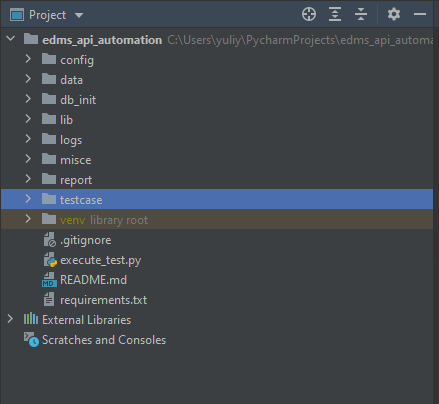 Project
edms_api_automation C:\Users\yuliy\PycharmProjects\edms_api_automa
config
data
db_init
lib
logs
misce
report
testcase
venv library root
.gitignore
execute_test.py
MD README.md
requirements.txt
External Libraries
Scratches and Consoles